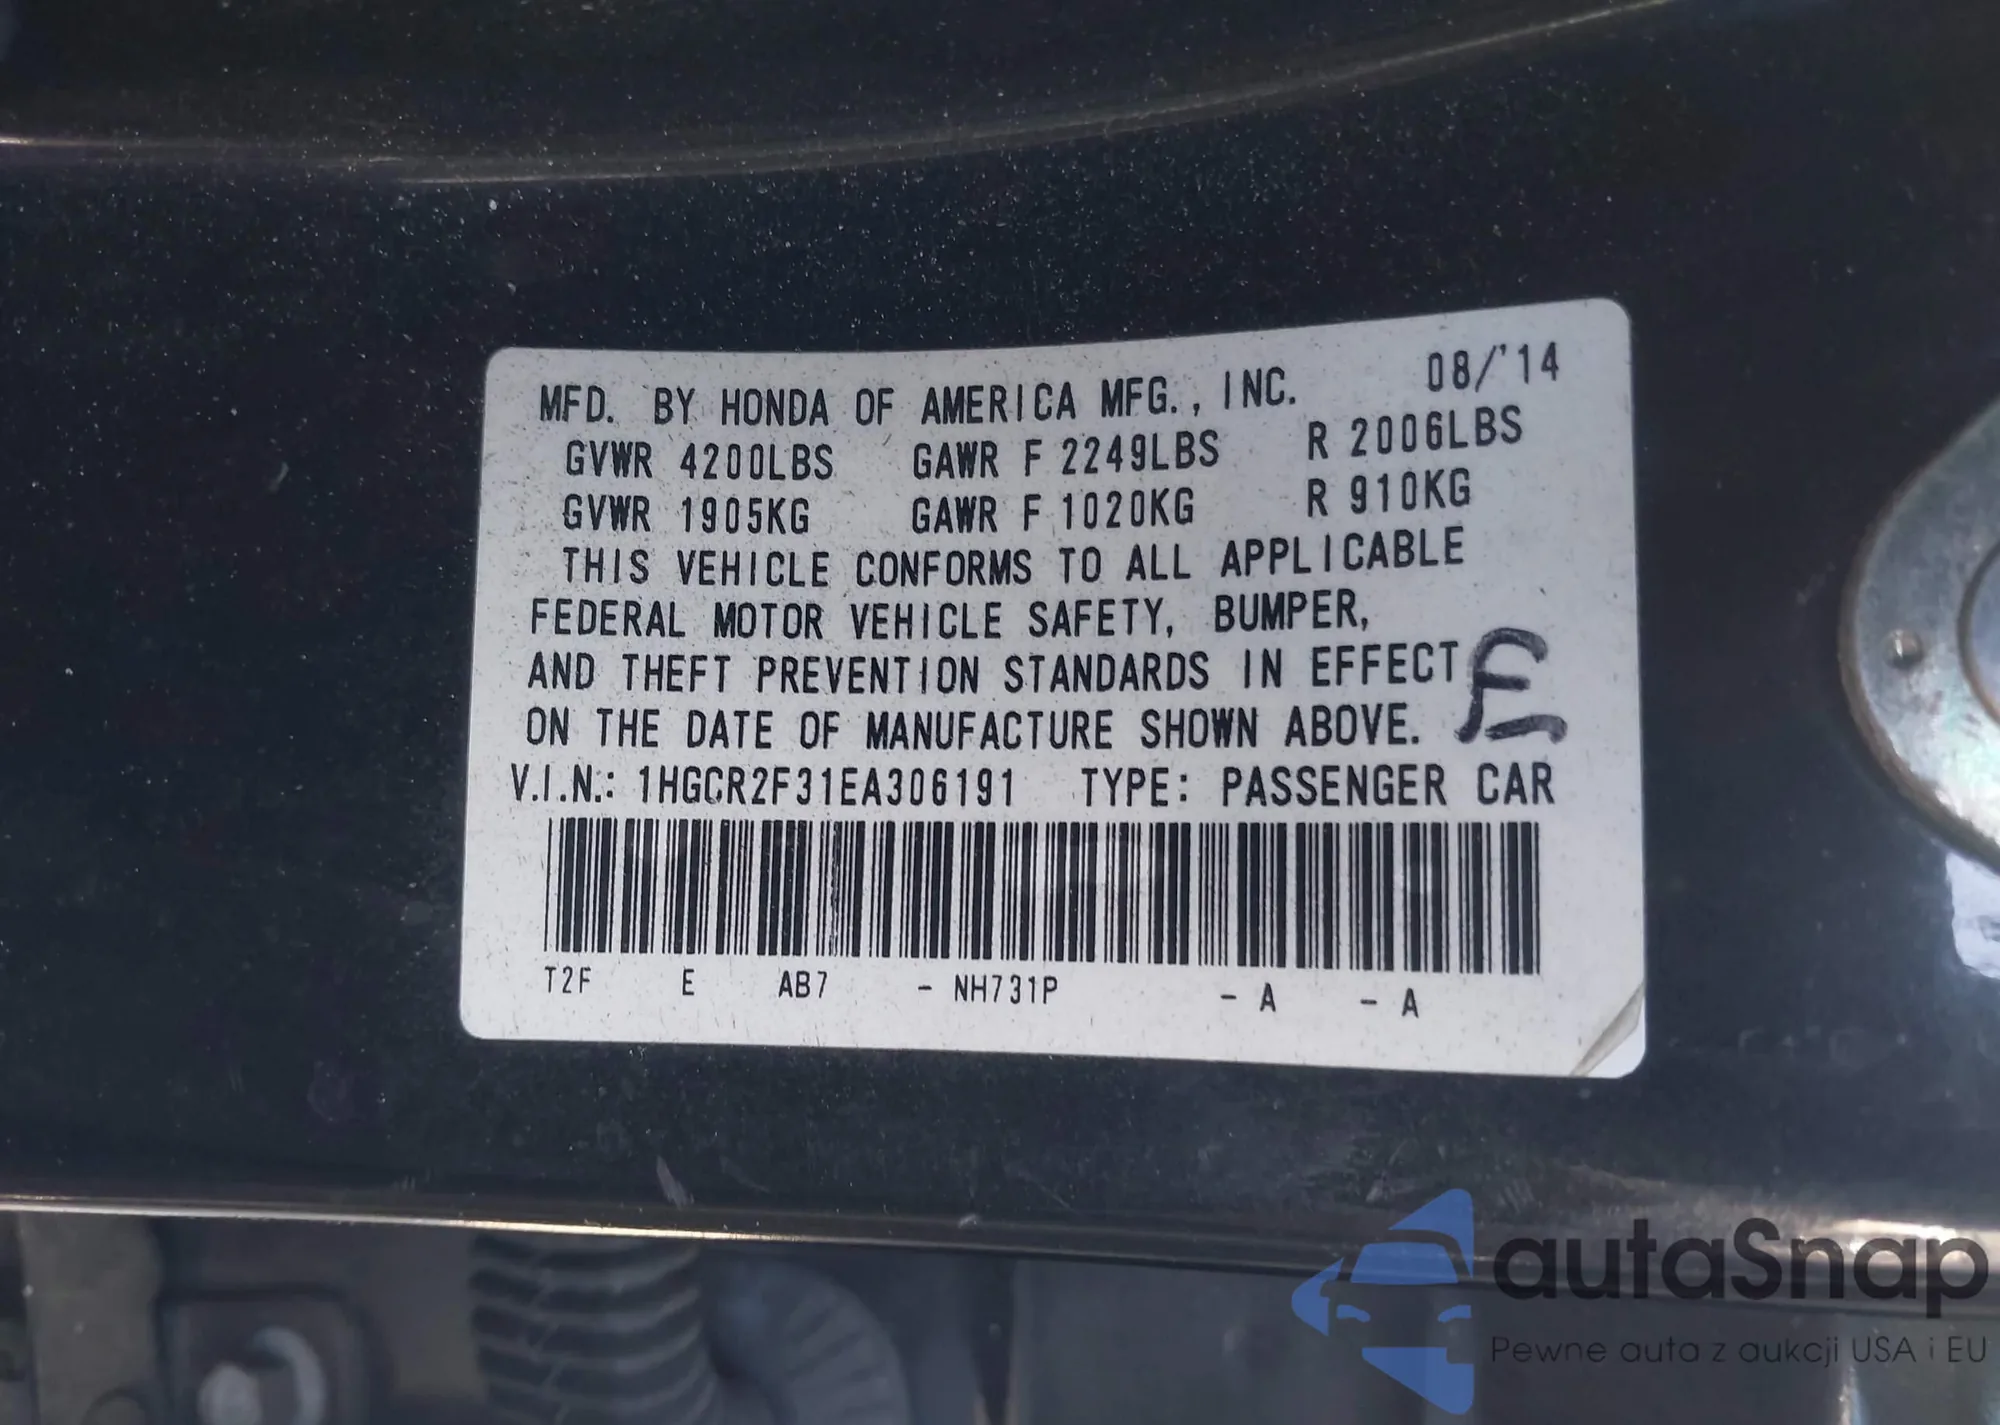 MFD. BY HONDA OF AMERICA MFG., INC. 08/'14
GVWR 4200LBS GAWR F 2249LBS R 2006LBS
GVWR 1905KG GAWR F 1020KG R 910KG
THIS VEHICLE CONFORMS TO ALL APPLICABLE
FEDERAL MOTOR VEHICLE SAFETY, BUMPER,
AND THEFT PREVENTION STANDARDS IN EFFECT
ON THE DATE OF MANUFACTURE SHOWN ABOVE.
E
V.I.N.: 1HGCR2F31EA306191 TYPE: PASSENGER CAR
T2F E AB7 - NH731P - A - A
autaSnap
Pewne auta z aukcji USA i EU